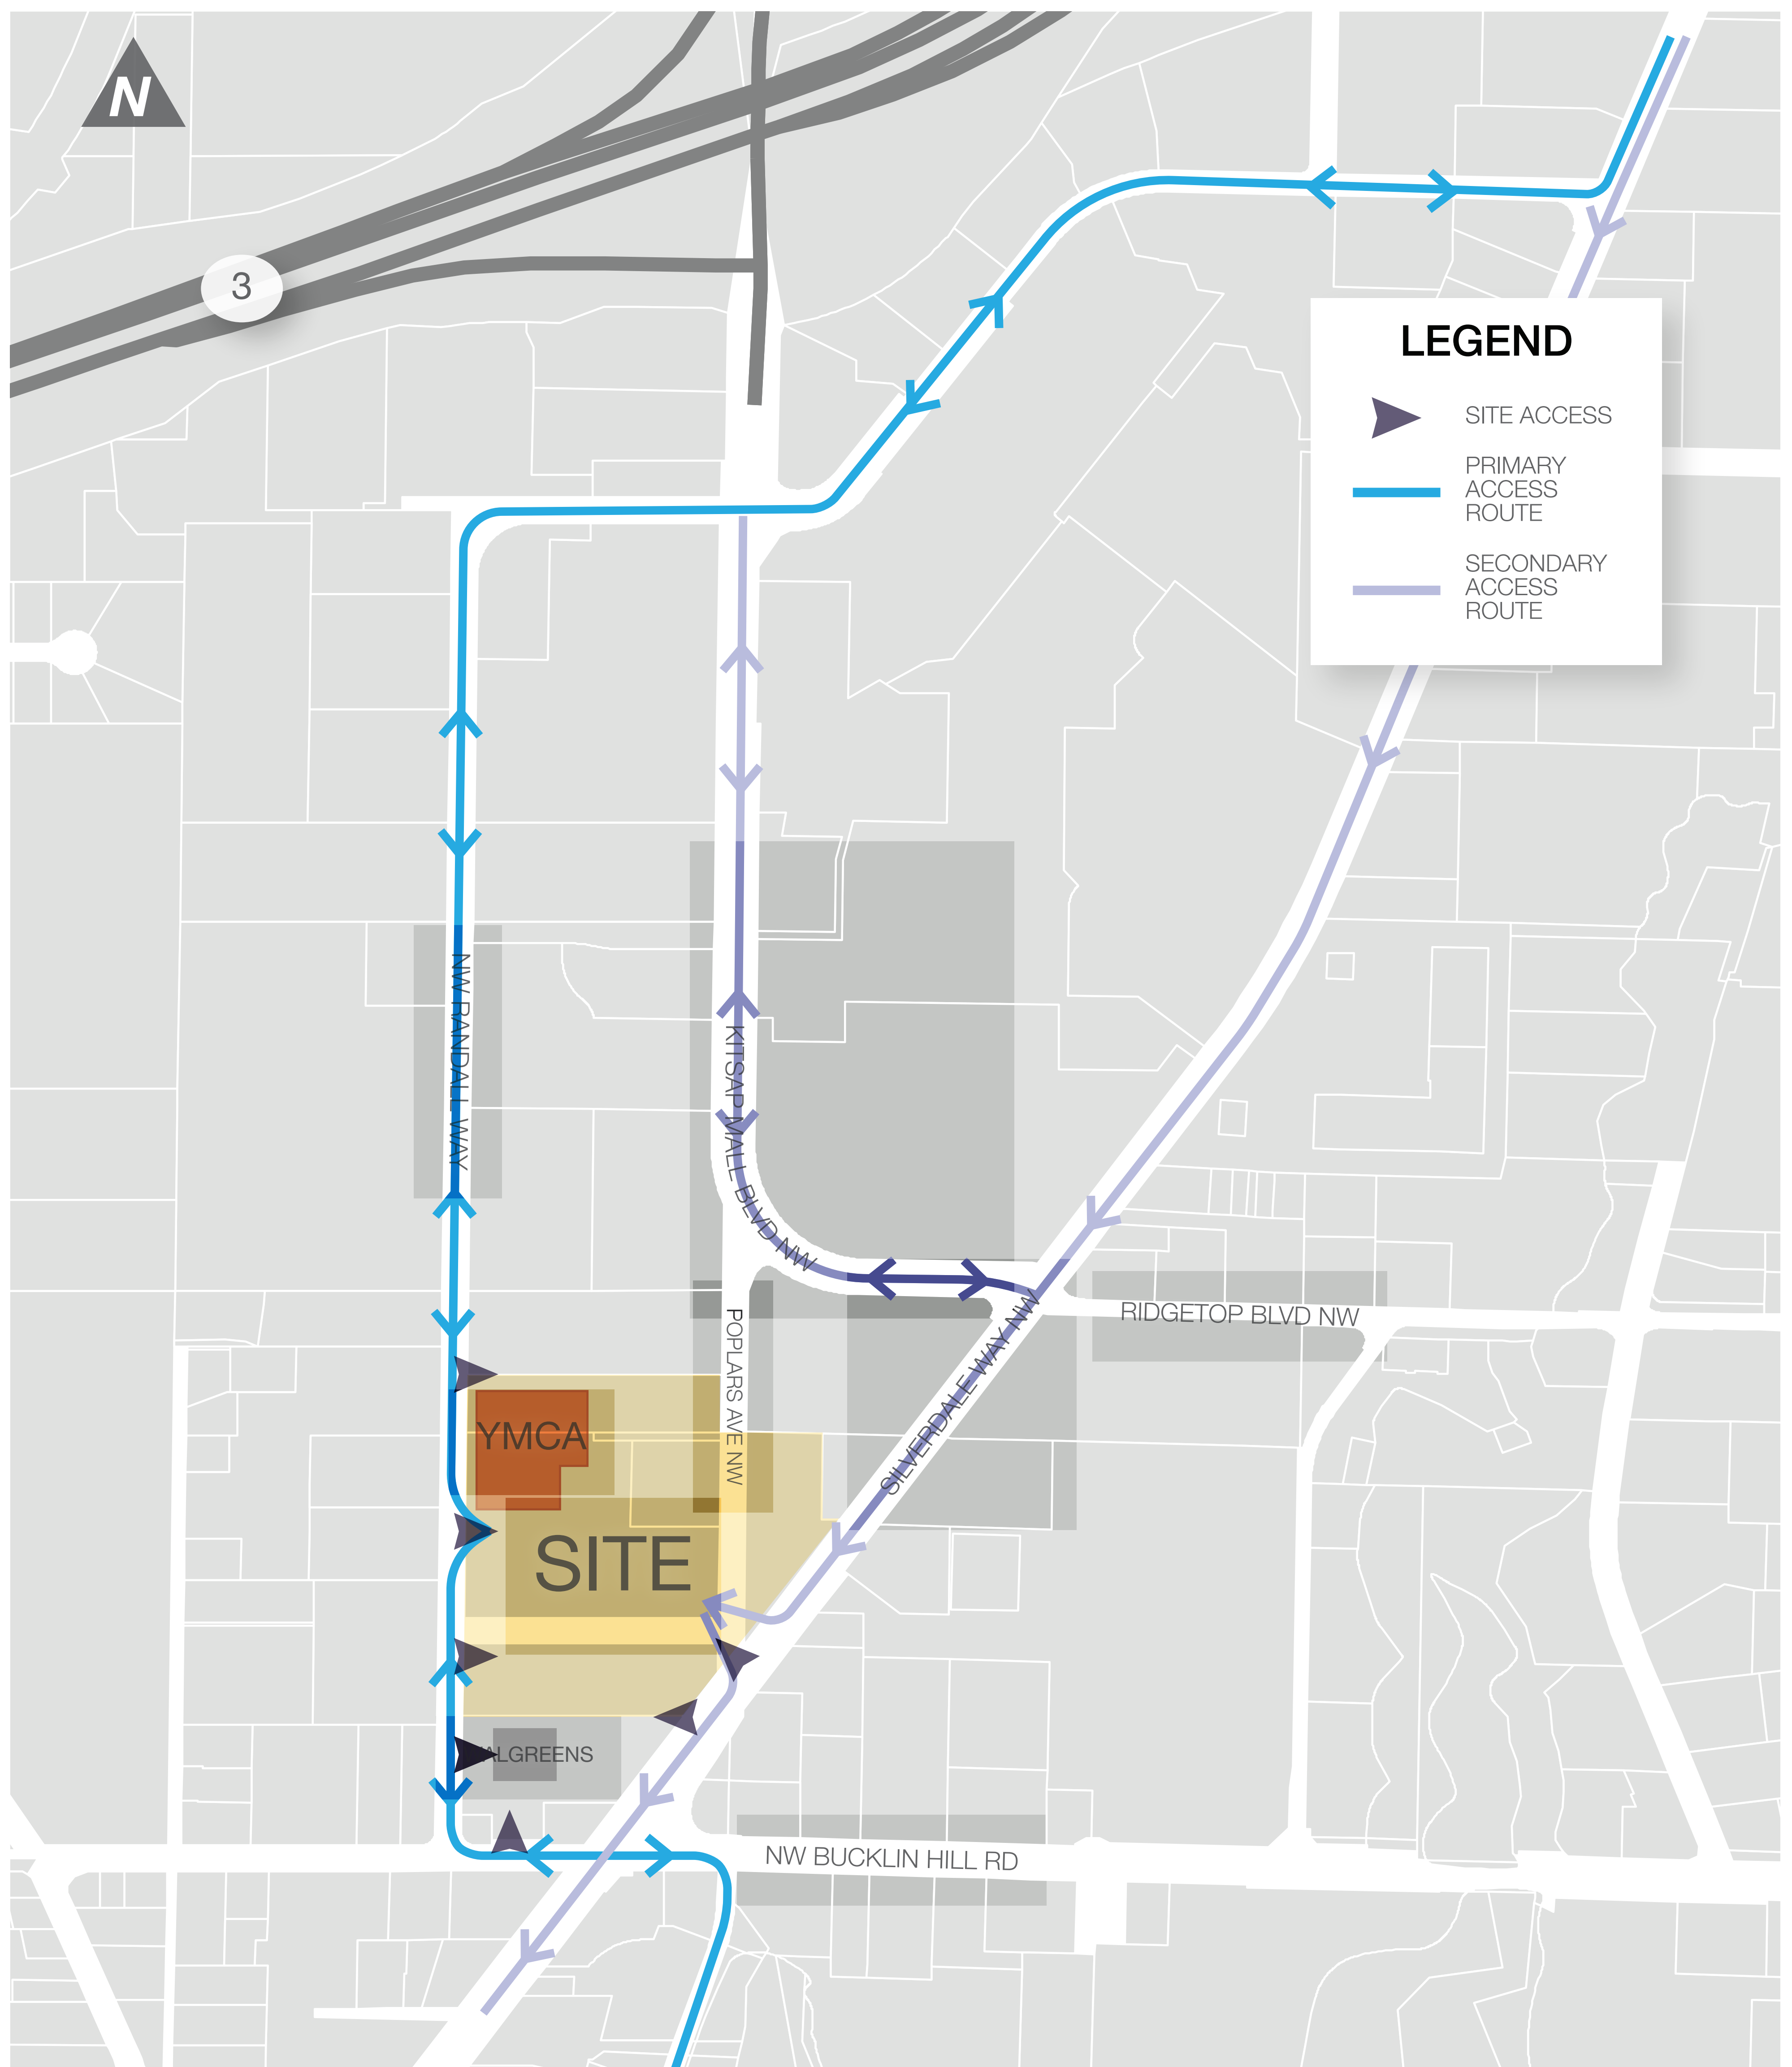 N
3
LEGEND
SITE ACCESS
PRIMARY
ACCESS
ROUTE
SECONDARY
ACCESS
ROUTE
NW RANDALL WAY
KITSAP MALL BLVD NW
RIDGETOP BLVD NW
POPLARS AVE NW
SILVERDALE WAY NW
YMCA
SITE
ALGREENS
NW BUCKLIN HILL RD